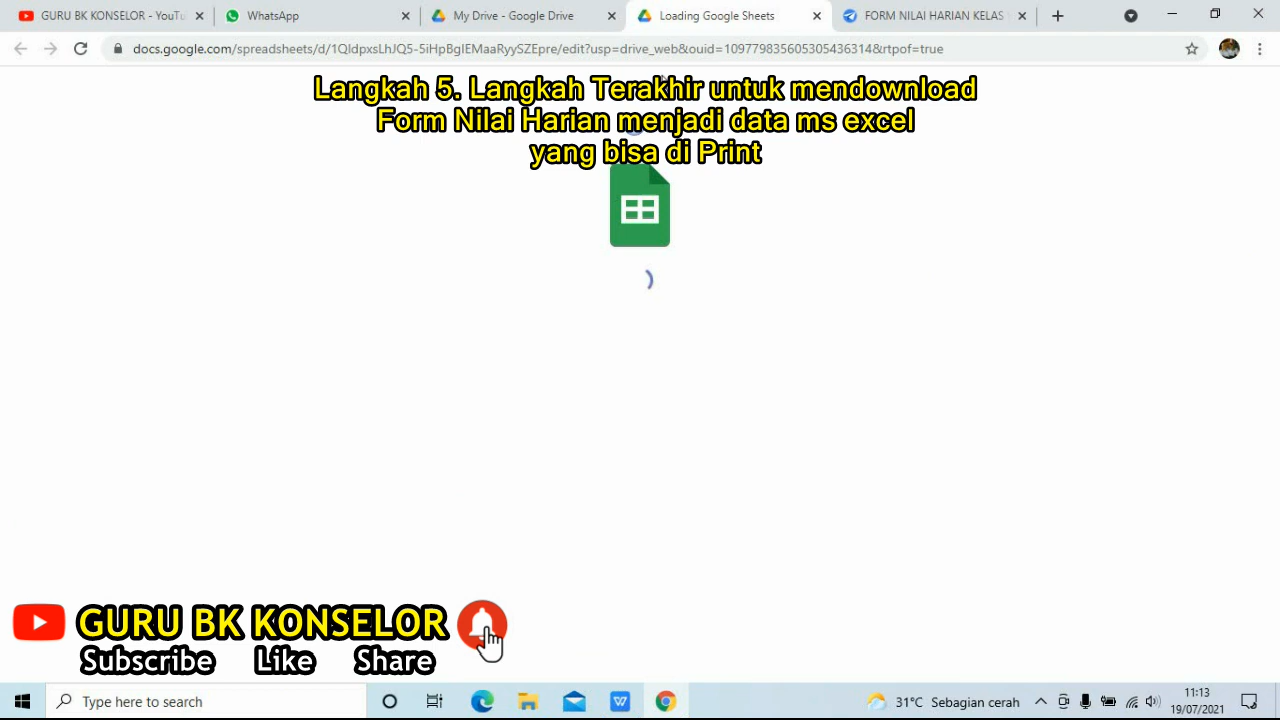 GURU BK KONSELOR - YouTu
WhatsApp
My Drive - Google Drive
Loading Google Sheets
FORM NILAI HARIAN KELAS
docs.google.com/spreadsheets/d/1QIdpxsLhJQ5-5iHpBgIEMaaRyySZEpre/edit?usp=drive_web&ouid=109779835605305436314&rtpof=true
Langkah 5. Langkah Terakhir untuk mendownload
Form Nilai Harian menjadi data ms excel
yang bisa di Print
GURU BK KONSELOR
Subscribe Like Share
Type here to search
31°C Sebagian cerah
11:13
19/07/2021